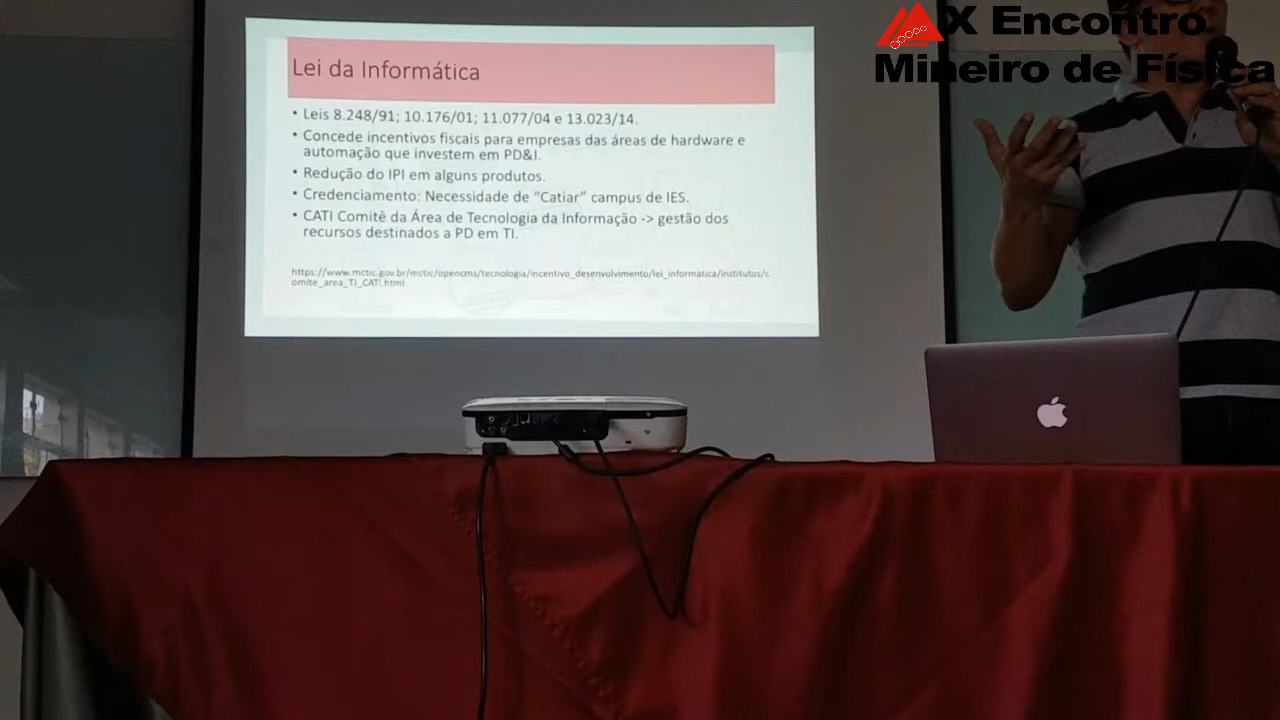 X Encontro
Mineiro de Física
Lei da Informática
• Leis 8.248/91; 10.176/01; 11.077/04 e 13.023/14.
• Concede incentivos fiscais para empresas das áreas de hardware e
automação que investem em PD&I.
• Redução do IPI em alguns produtos.
• Credenciamento: Necessidade de “Catiar” campus de IES.
• CATI Comitê da Área de Tecnologia da Informação -> gestão dos
recursos destinados a PD em TI.
https://www.mctic.gov.br/mctic/opencms/tecnologia/incentivo_desenvolvimento/lei_informatica/institutos/c
omite_area_TI_CATI.html